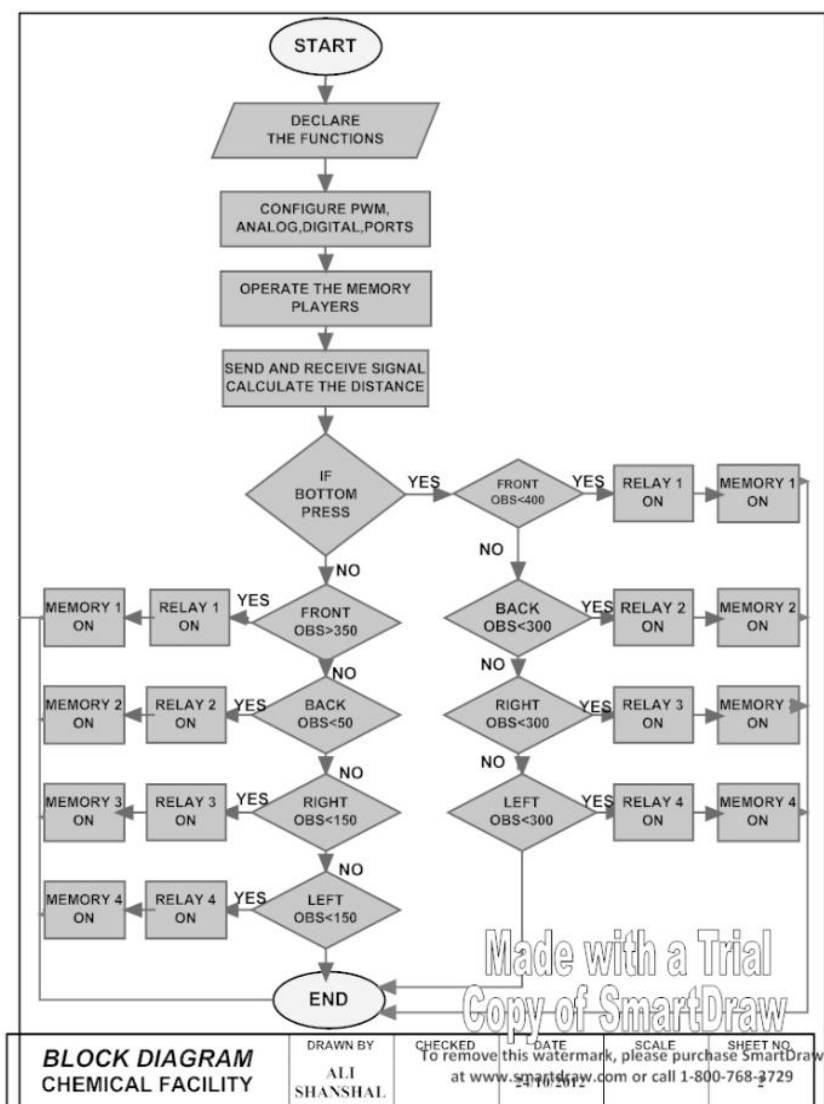 START
DECLARE
THE FUNCTIONS
CONFIGURE PWM,
ANALOG,DIGITAL,PORTS
OPERATE THE MEMORY
PLAYERS
SEND AND RECEIVE SIGNAL
CALCULATE THE DISTANCE
IF
BOTTOM
PRESS
YES
FRONT
OBS<400
YES
RELAY 1
ON
MEMORY 1
ON
NO
NO
MEMORY 1
ON
RELAY 1
ON
YES
FRONT
OBS>350
BACK
OBS<300
YES
RELAY 2
ON
MEMORY 2
ON
NO
NO
MEMORY 2
ON
RELAY 2
ON
YES
BACK
OBS<50
RIGHT
OBS<300
YES
RELAY 3
ON
MEMORY
ON
NO
NO
MEMORY 3
ON
RELAY 3
ON
YES
RIGHT
OBS<150
LEFT
OBS<300
YES
RELAY 4
ON
MEMORY 4
ON
NO
MEMORY 4
ON
RELAY 4
ON
YES
LEFT
OBS<150
END
Made with a Trial
Copy of SmartDraw
To remove this watermark, please purchase SmartDraw
at www.smartdraw.com or call 1-800-768-3729
BLOCK DIAGRAM
CHEMICAL FACILITY
DRAWN BY
ALI
SHANSHAL
CHECKED
DATE
24/10/2012
SCALE
SHEET NO.
2